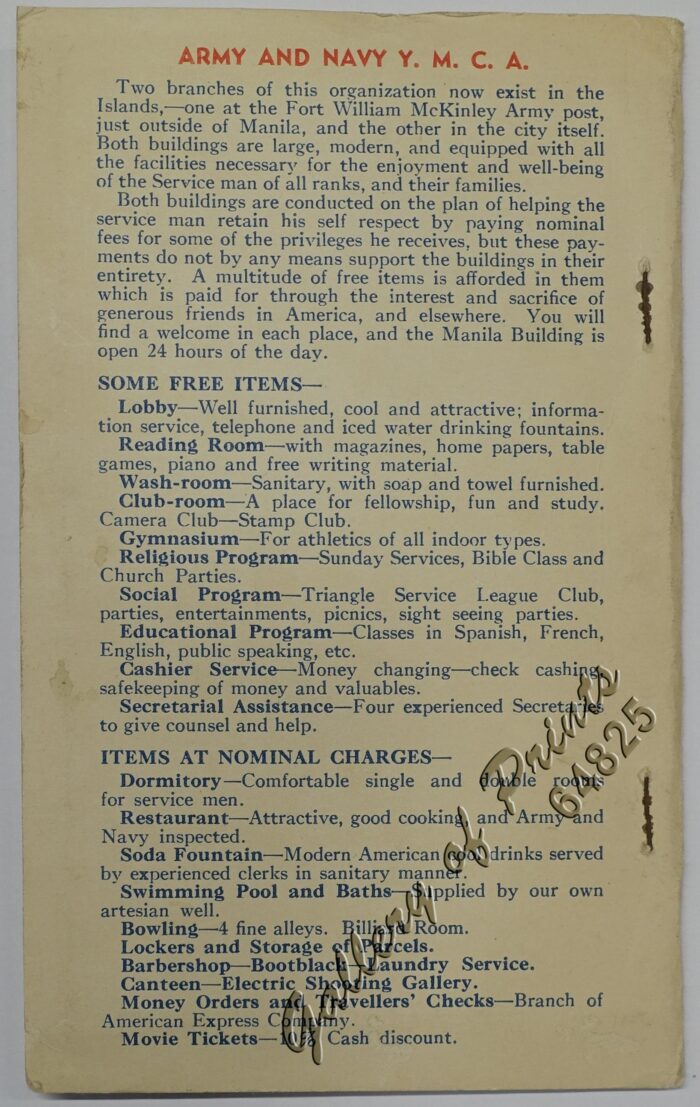 ARMY AND NAVY Y. M. C. A.
Two branches of this organization now exist in the
Islands,—one at the Fort William McKinley Army post,
just outside of Manila, and the other in the city itself.
Both buildings are large, modern, and equipped with all
the facilities necessary for the enjoyment and well-being
of the Service man of all ranks, and their families.
Both buildings are conducted on the plan of helping the
service man retain his self respect by paying nominal
fees for some of the privileges he receives, but these pay-
ments do not by any means support the buildings in their
entirety. A multitude of free items is afforded in them
which is paid for through the interest and sacrifice of
generous friends in America, and elsewhere. You will
find a welcome in each place, and the Manila Building is
open 24 hours of the day.
SOME FREE ITEMS—
Lobby—Well furnished, cool and attractive; informa-
tion service, telephone and iced water drinking fountains.
Reading Room—with magazines, home papers, table
games, piano and free writing material.
Wash-room—Sanitary, with soap and towel furnished.
Club-room—A place for fellowship, fun and study.
Camera Club—Stamp Club.
Gymnasium—For athletics of all indoor types.
Religious Program—Sunday Services, Bible Class and
Church Parties.
Social Program—Triangle Service League Club,
parties, entertainments, picnics, sight seeing parties.
Educational Program—Classes in Spanish, French,
English, public speaking, etc.
Cashier Service—Money changing—check cashing,
safekeeping of money and valuables.
Secretarial Assistance—Four experienced Secretaries
to give counsel and help.
ITEMS AT NOMINAL CHARGES—
Dormitory—Comfortable single and double rooms
for service men.
Restaurant—Attractive, good cooking, and Army and
Navy inspected.
Soda Fountain—Modern American cool drinks served
by experienced clerks in sanitary manner.
Swimming Pool and Baths—Supplied by our own
artesian well.
Bowling—4 fine alleys. Billiard Room.
Lockers and Storage of Parcels.
Barbershop—Bootblack—Laundry Service.
Canteen—Electric Shooting Gallery.
Money Orders and Travellers' Checks—Branch of
American Express Company.
Movie Tickets—10% Cash discount.
Gallery of Prints
64825